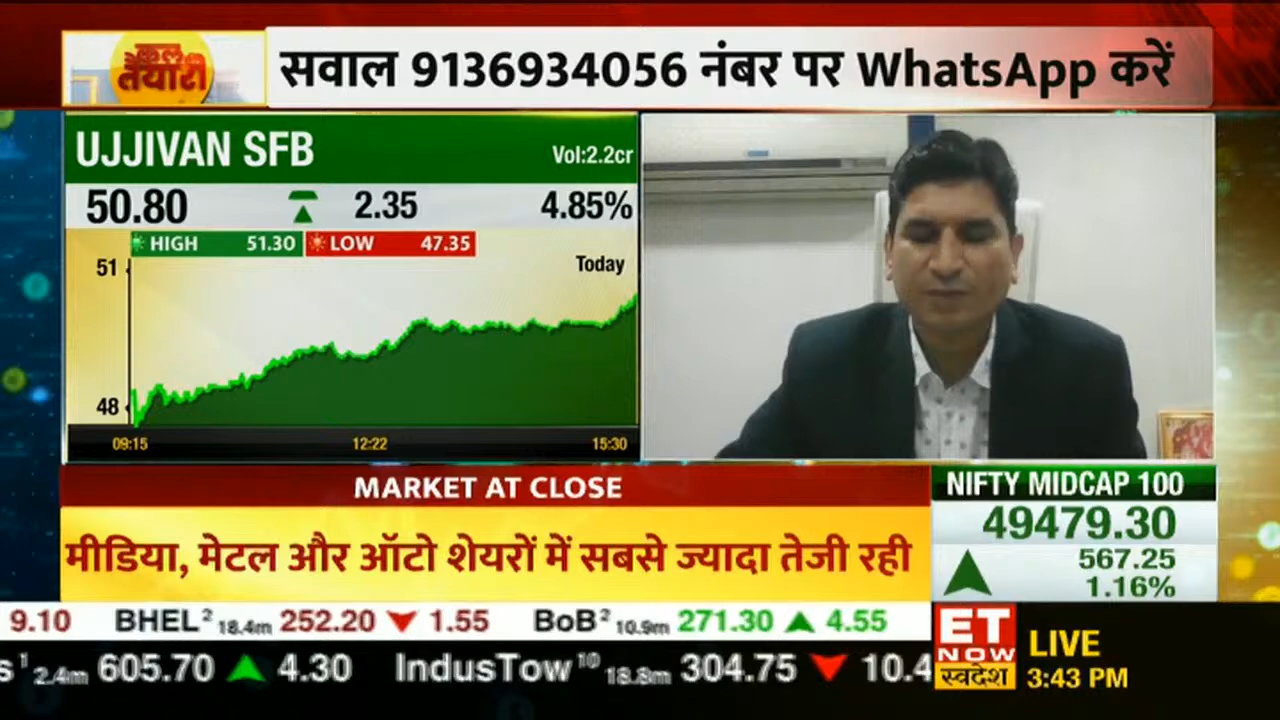 कल की तैयारी
सवाल 9136934056 नंबर पर WhatsApp करें
UJJIVAN SFB Vol:2.2cr
50.80 2.35 4.85%
HIGH 51.30 LOW 47.35
51 Today
48
09:15 12:22 15:30
MARKET AT CLOSE
मीडिया, मेटल और ऑटो शेयरों में सबसे ज्यादा तेजी रही
NIFTY MIDCAP 100
49479.30
567.25
1.16%
9.10 BHEL² 18.4m 252.20 1.55 BoB² 10.9m 271.30 4.55
s¹ 2.4m 605.70 4.30 IndusTow¹⁰ 18.8m 304.75 10.4
ET
NOW
स्वदेश
LIVE
3:43 PM